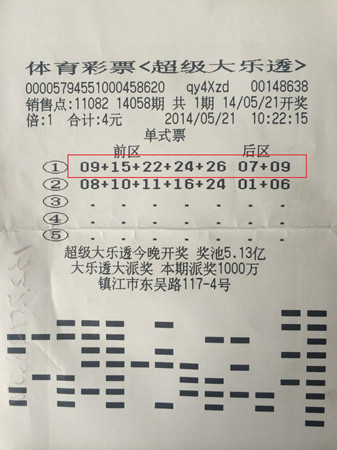 体育彩票<超级大乐透>
00005794551000458620 qy4Xzd 00148638
销售点:11082 14058期 共 1期 14/05/21开奖
倍:1 合计:4元 2014/05/21 10:22:15
单式票
前区 后区
① 09+15+22+24+26 07+09
② 08+10+11+16+24 01+06
③ . . . . . . .
④ . . . . . . .
⑤ . . . . . . .
超级大乐透今晚开奖 奖池5.13亿
大乐透大派奖 本期派奖1000万
镇江市东吴路117-4号